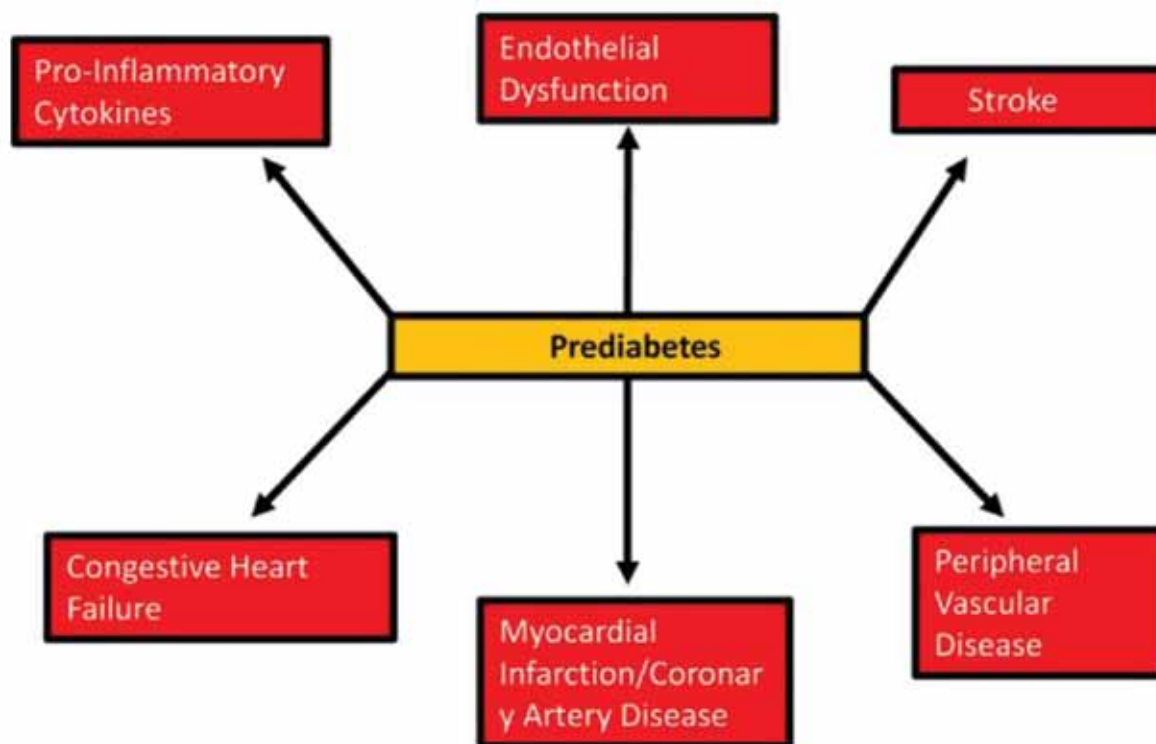 Pro-Inflammatory
Cytokines
Endothelial
Dysfunction
Stroke
Prediabetes
Congestive Heart
Failure
Myocardial
Infarction/Coronar
y Artery Disease
Peripheral
Vascular
Disease